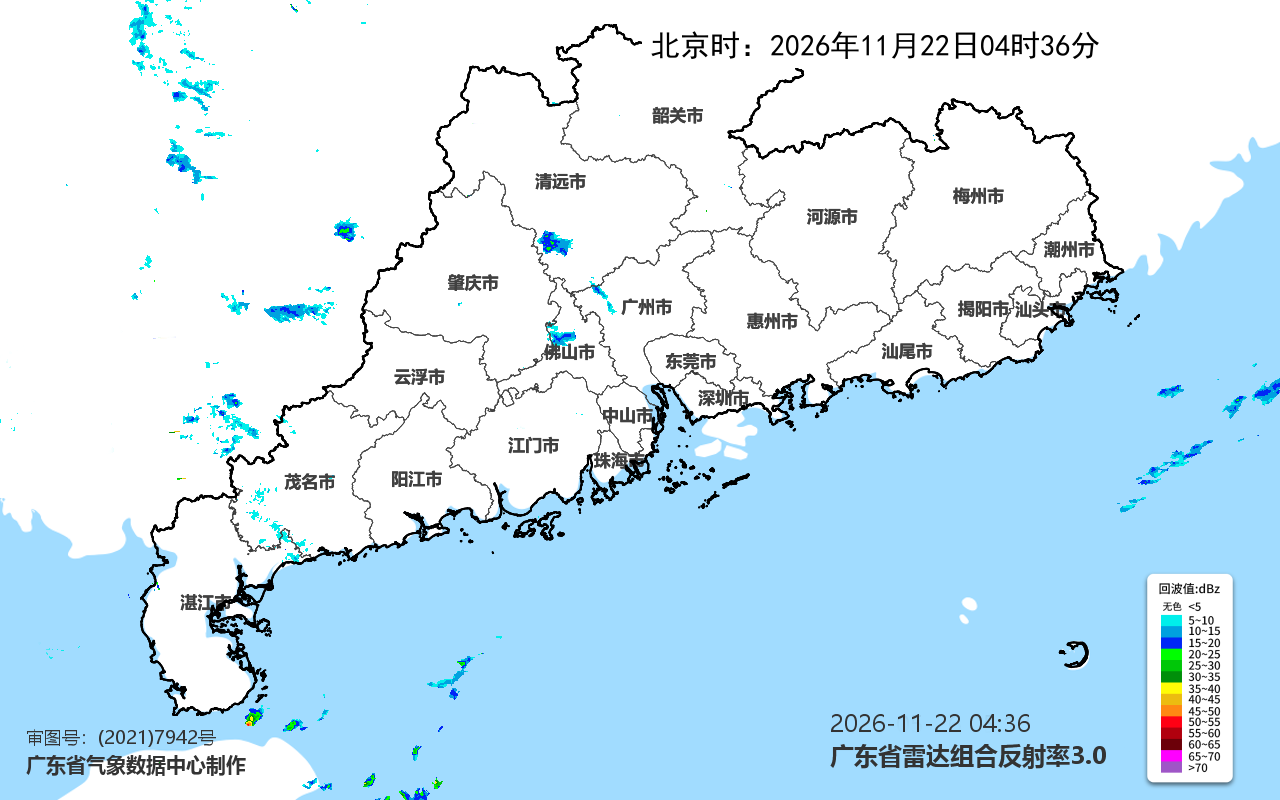 北京时：2026年11月22日04时36分
韶关市
清远市
梅州市
河源市
潮州市
肇庆市
广州市
揭阳市
汕头市
惠州市
佛山市
汕尾市
东莞市
云浮市
深圳市
中山市
江门市
珠海市
茂名市
阳江市
湛江市
回波值:dBz
无色 <5
5~10
10~15
15~20
20~25
25~30
30~35
35~40
40~45
45~50
50~55
55~60
60~65
65~70
>70
2026-11-22 04:36
广东省雷达组合反射率3.0
审图号：(2021)7942号
广东省气象数据中心制作